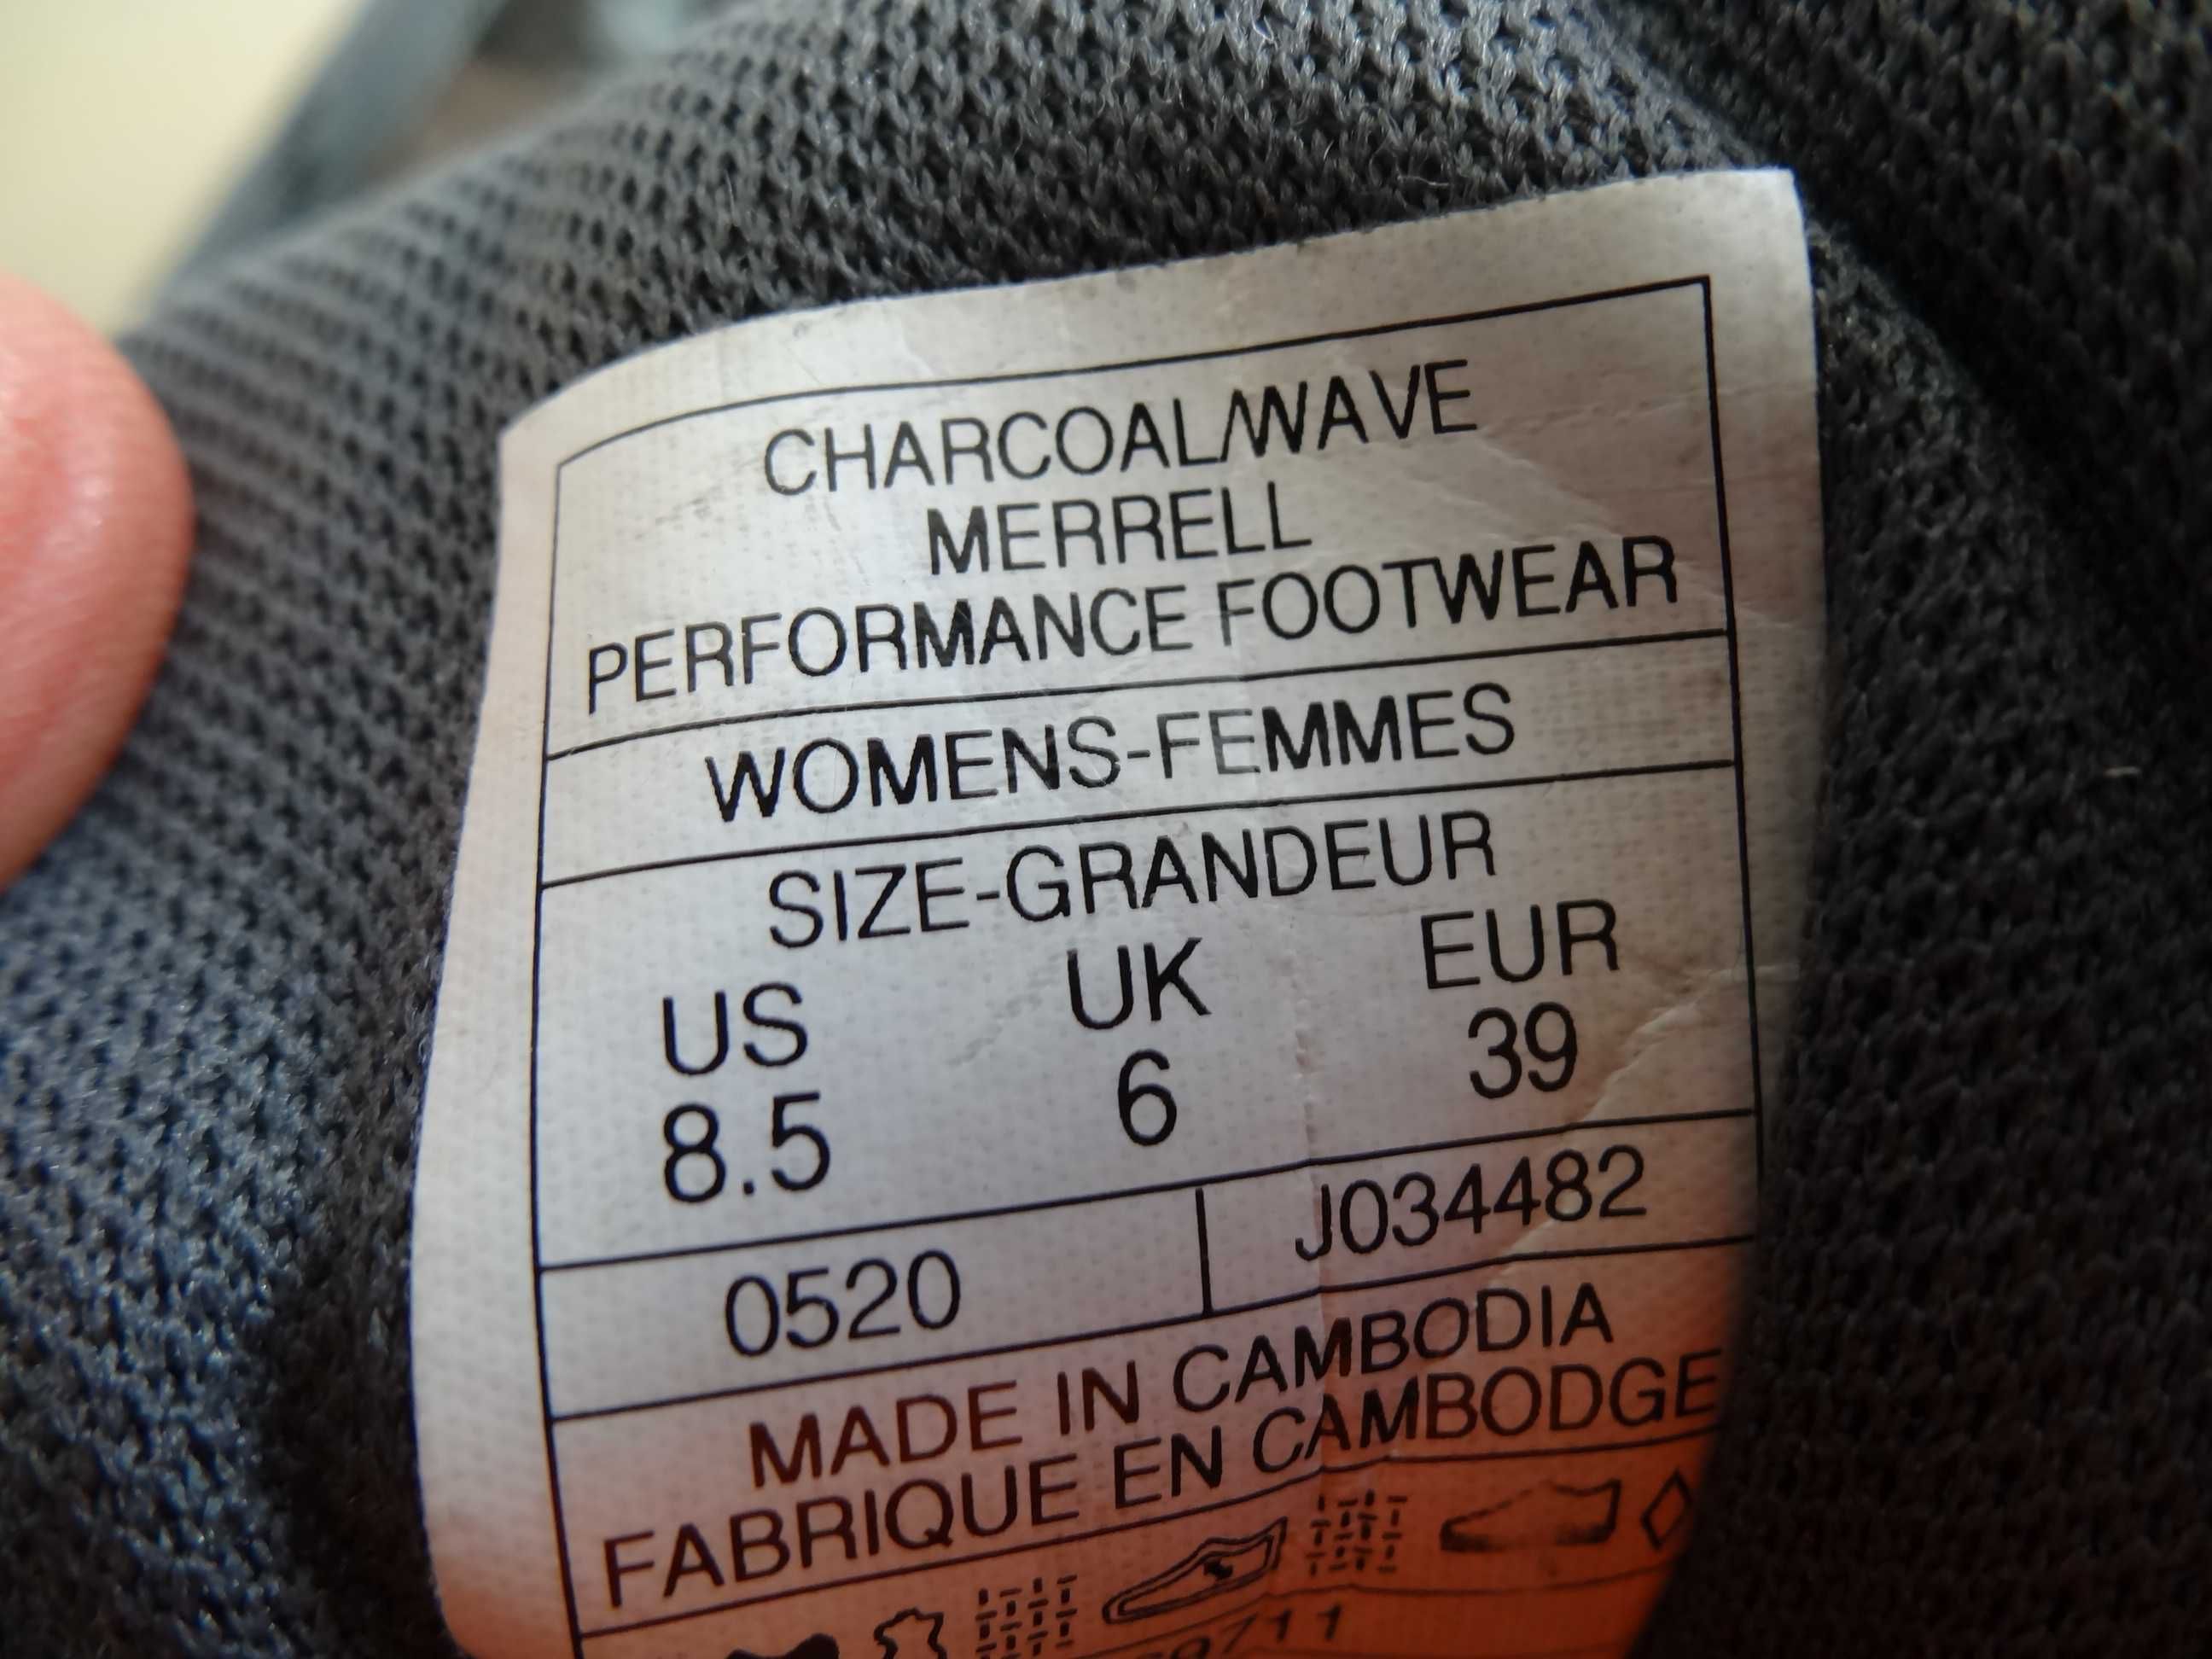 CHARCOAL/WAVE
MERRELL
PERFORMANCE FOOTWEAR
WOMENS-FEMMES
SIZE-GRANDEUR
US UK EUR
8.5 6 39
0520 J034482
MADE IN CAMBODIA
FABRIQUE EN CAMBODGE